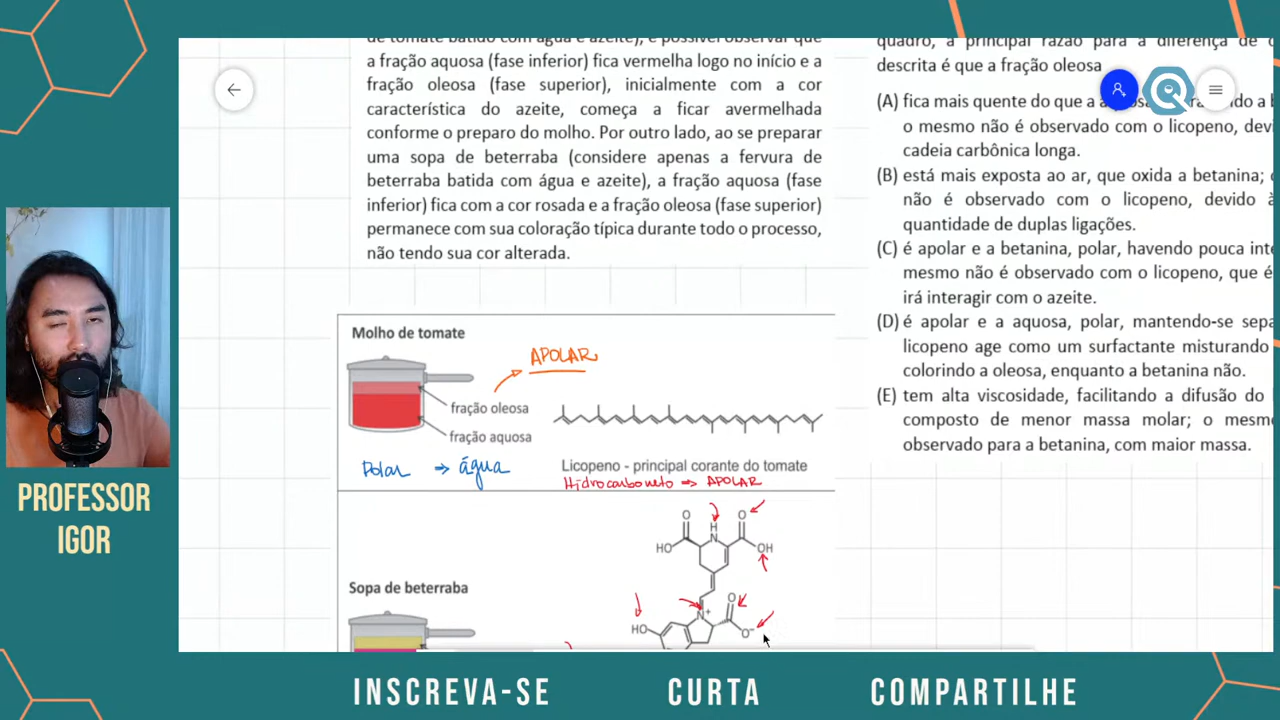 de tomate batido com água e azeite), é possível observar que
a fração aquosa (fase inferior) fica vermelha logo no início e a
fração oleosa (fase superior), inicialmente com a cor
característica do azeite, começa a ficar avermelhada
conforme o preparo do molho. Por outro lado, ao se preparar
uma sopa de beterraba (considere apenas a fervura de
beterraba batida com água e azeite), a fração aquosa (fase
inferior) fica com a cor rosada e a fração oleosa (fase superior)
permanece com sua coloração típica durante todo o processo,
não tendo sua cor alterada.
quadro, a principal razão para a diferença de
descrita é que a fração oleosa
(A) fica mais quente do que a
o mesmo não é observado com o licopeno,
cadeia carbônica longa.
(B) está mais exposta ao ar, que oxida a betanina;
não é observado com o licopeno, devido
quantidade de duplas ligações.
(C) é apolar e a betanina, polar, havendo pouca
mesmo não é observado com o licopeno, que é
irá interagir com o azeite.
(D) é apolar e a aquosa, polar, mantendo-se
licopeno age como um surfactante misturando
colorindo a oleosa, enquanto a betanina não.
(E) tem alta viscosidade, facilitando a difusão do
composto de menor massa molar; o
observado para a betanina, com maior massa.
Molho de tomate
APOLAR
fração oleosa
fração aquosa
Polar ⇒ água
Licopeno - principal corante do tomate
Hidrocarboneto ⇒ APOLAR
O H N O
HO OH
Sopa de beterraba
O
N+
HO O-
PROFESSOR
IGOR
INSCREVA-SE CURTA COMPARTILHE